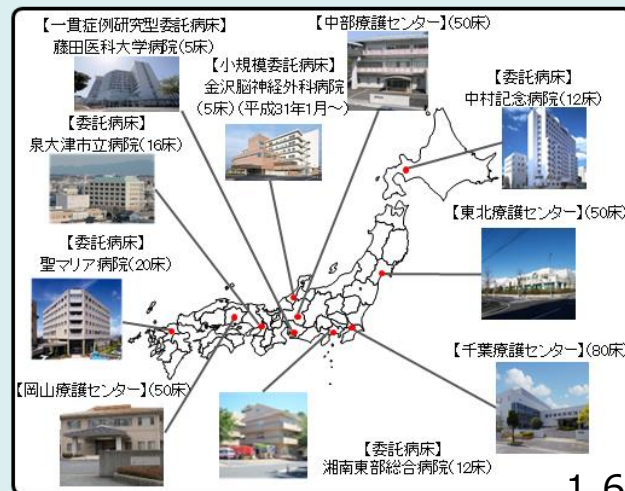 【一貫症例研究型委託病床】
藤田医科大学病院(5床)
【小規模委託病床】
金沢脳神経外科病院
(5床)(平成31年1月～)
【中部療護センター】(50床)
【委託病床】
中村記念病院(12床)
【委託病床】
泉大津市立病院(16床)
【東北療護センター】(50床)
【委託病床】
聖マリア病院(20床)
【千葉療護センター】(80床)
【岡山療護センター】(50床)
【委託病床】
湘南東部総合病院(12床)
16